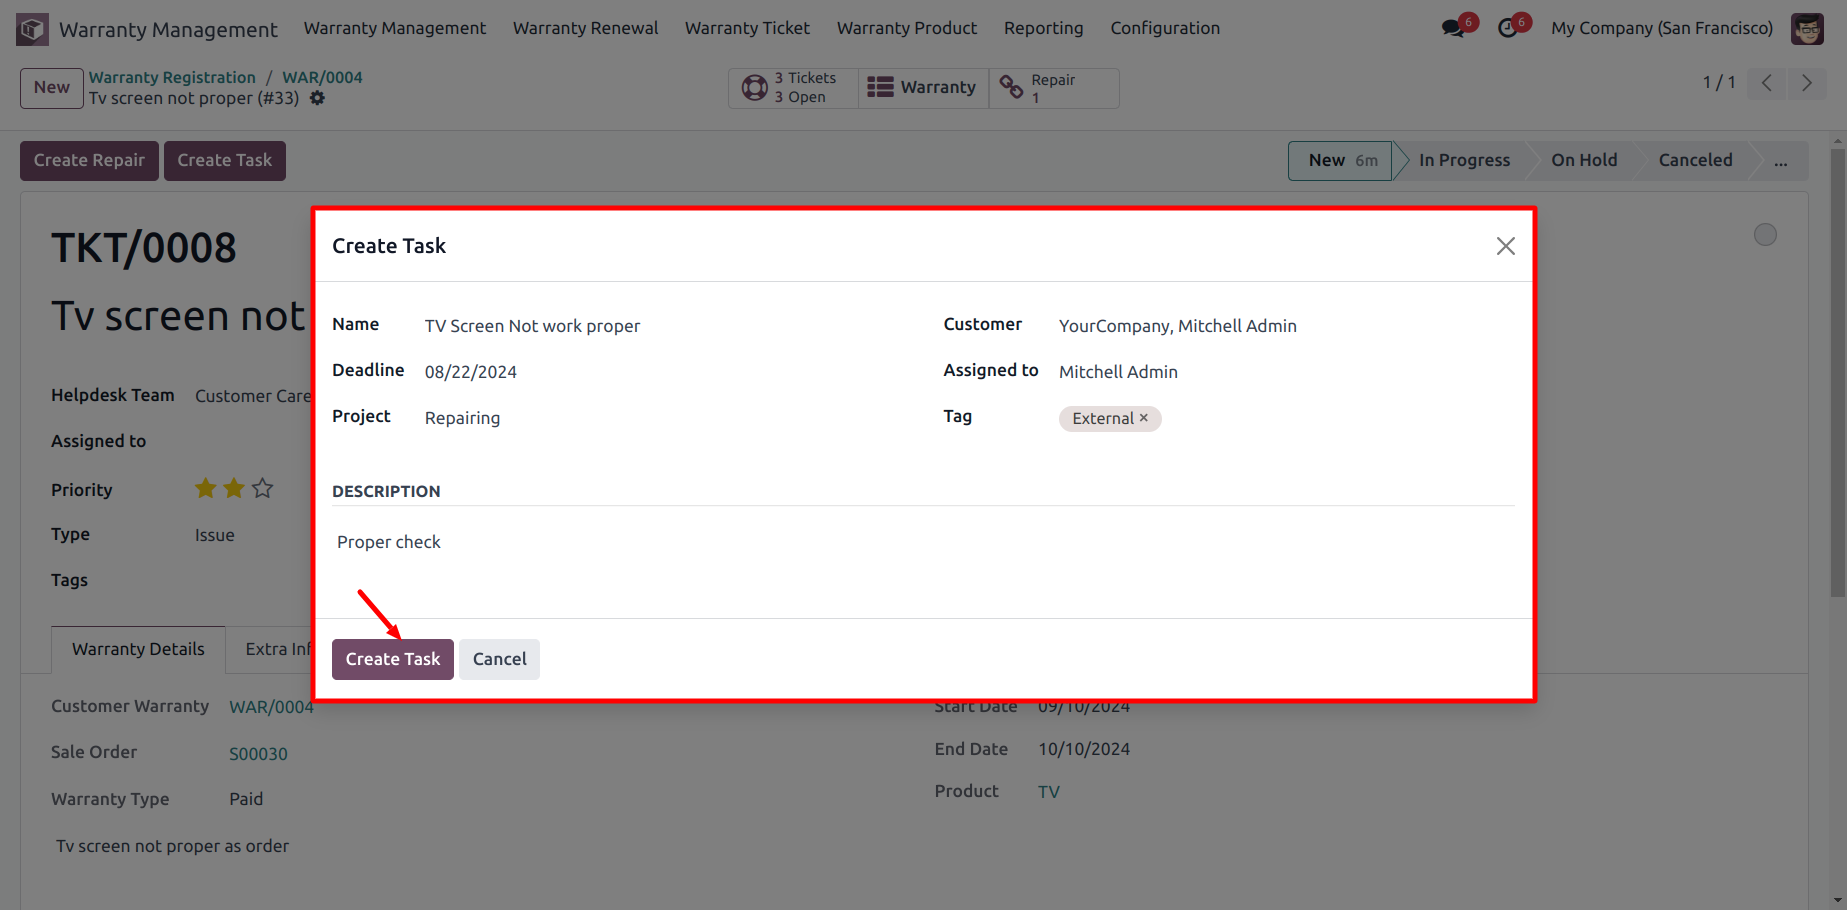 Warranty Management Warranty Management Warranty Renewal Warranty Ticket Warranty Product Reporting Configuration 6 6 My Company (San Francisco)
New Warranty Registration / WAR/0004
Tv screen not proper (#33)
3 Tickets
3 Open
Warranty
Repair
1
1 / 1
Create Repair Create Task New 6m In Progress On Hold Canceled ...
TKT/0008
Tv screen not
Helpdesk Team Customer Care
Assigned to
Priority
Type Issue
Tags
Create Task
Name TV Screen Not work proper Customer YourCompany, Mitchell Admin
Deadline 08/22/2024 Assigned to Mitchell Admin
Project Repairing Tag External ×
DESCRIPTION
Proper check
Create Task Cancel
Warranty Details Extra Inf
Customer Warranty WAR/0004 Start Date 09/10/2024
Sale Order S00030 End Date 10/10/2024
Warranty Type Paid Product TV
Tv screen not proper as order